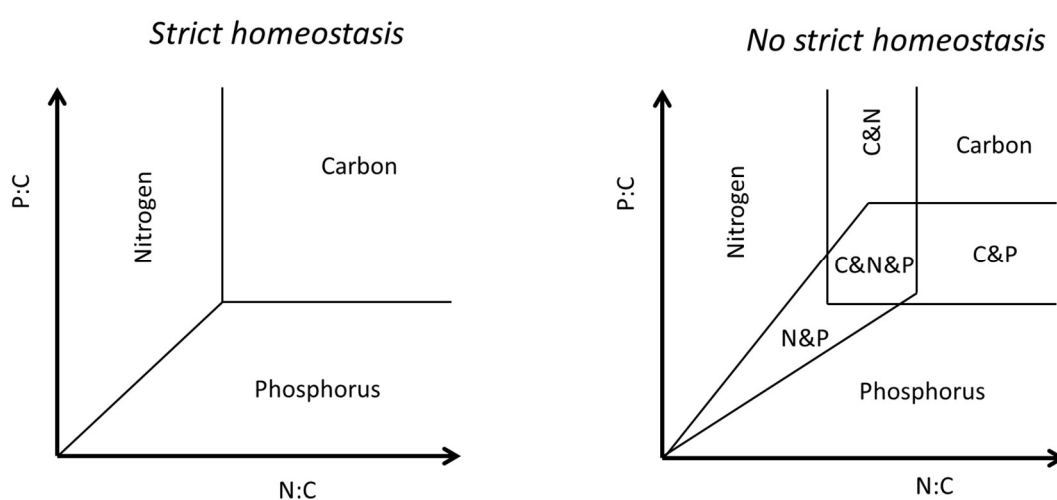 Strict homeostasis
P:C
Nitrogen
Carbon
Phosphorus
N:C
No strict homeostasis
P:C
Nitrogen
C&N
Carbon
C&N&P
C&P
N&P
Phosphorus
N:C